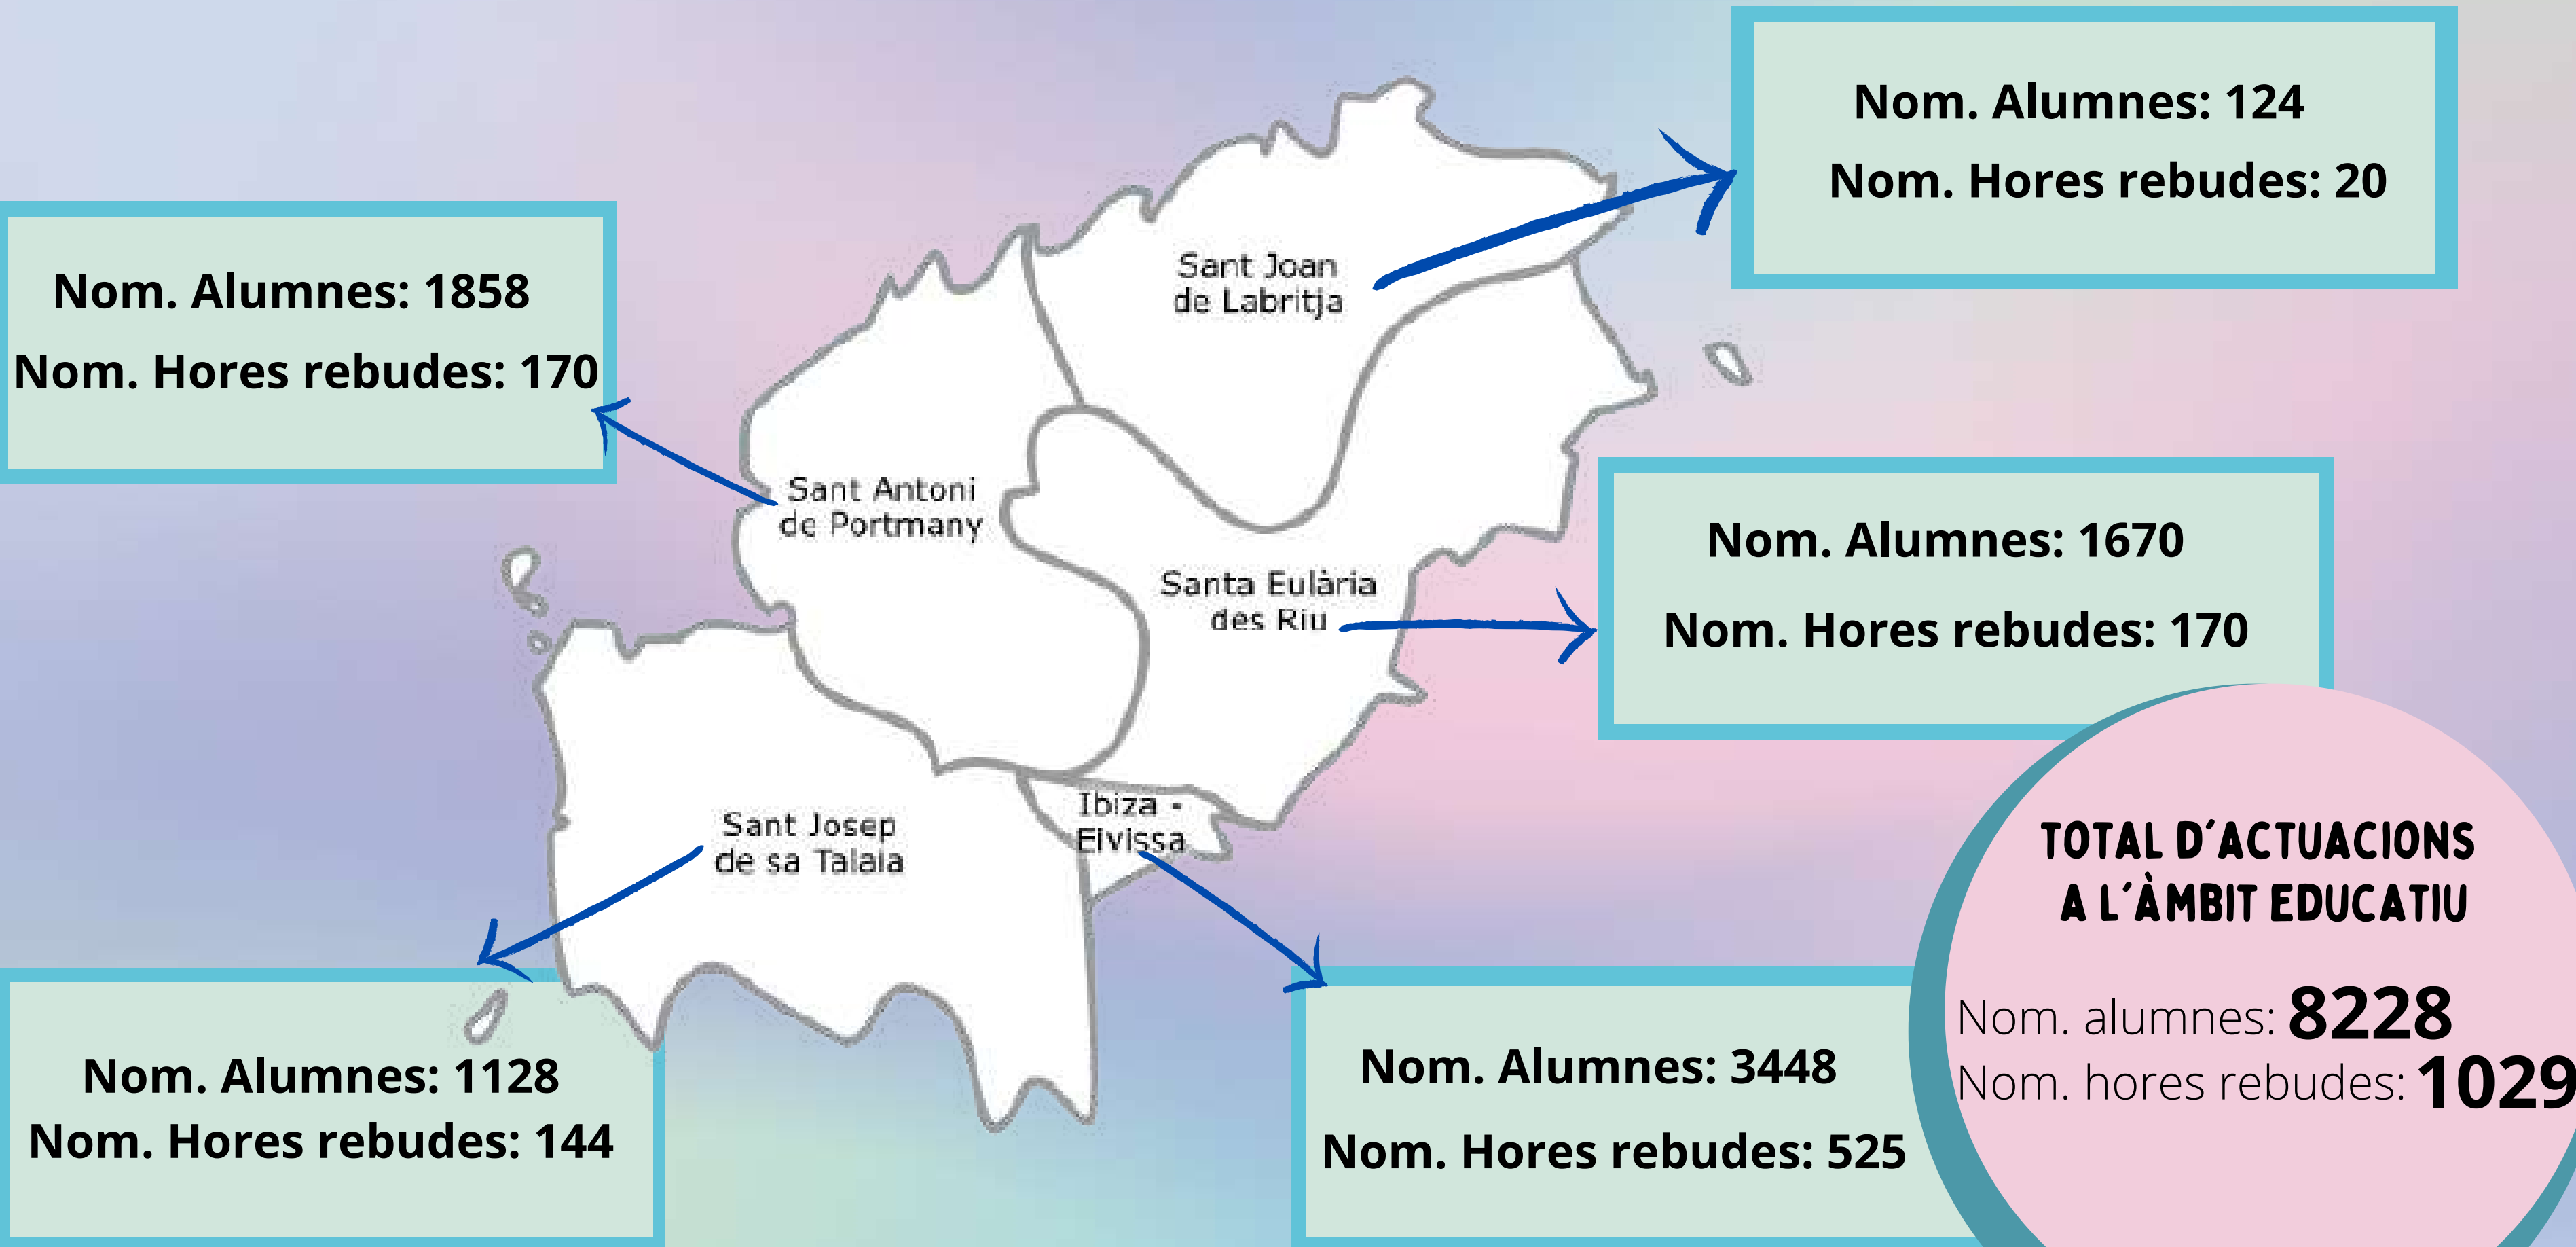 Nom. Alumnes: 124
Nom. Hores rebudes: 20
Nom. Alumnes: 1858
Nom. Hores rebudes: 170
Sant Joan
de Labritja
Sant Antoni
de Portmany
Nom. Alumnes: 1670
Nom. Hores rebudes: 170
Santa Eulària
des Riu
Sant Josep
de sa Talaia
Ibiza -
Eivissa
TOTAL D´ACTUACIONS
A L´ÀMBIT EDUCATIU
Nom. alumnes: 8228
Nom. hores rebudes: 1029
Nom. Alumnes: 1128
Nom. Hores rebudes: 144
Nom. Alumnes: 3448
Nom. Hores rebudes: 525